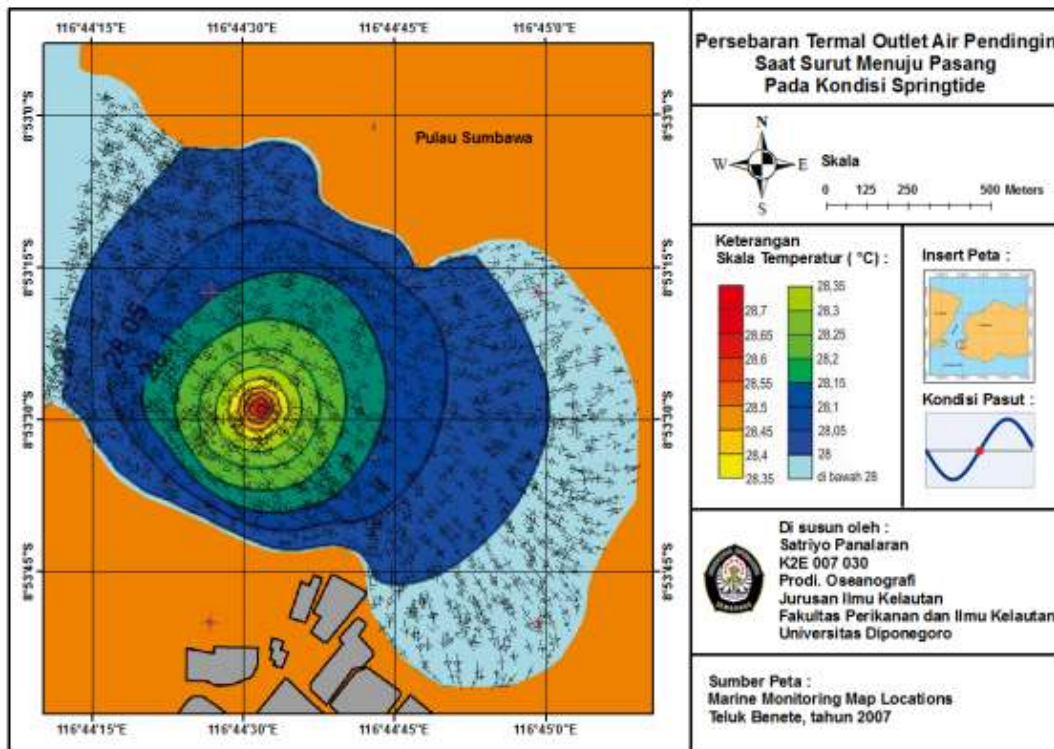 116°44'15"E 116°44'30"E 116°44'45"E 116°45'0"E
8°53'0"S 8°53'0"S
Pulau Sumbawa
8°53'15"S 8°53'15"S
28.05
8°53'30"S 8°53'30"S
8°53'45"S 8°53'45"S
116°44'15"E 116°44'30"E 116°44'45"E 116°45'0"E
Persebaran Termal Outlet Air Pendingin
Saat Surut Menuju Pasang
Pada Kondisi Springtide
N
W E
S
Skala
0 125 250 500 Meters
Keterangan
Skala Temperatur ( °C) :
28,7
28,65
28,6
28,55
28,5
28,45
28,4
28,35
28,35
28,3
28,25
28,2
28,15
28,1
28,05
28
di bawah 28
Insert Peta :
Kondisi Pasut :
Di susun oleh :
Satriyo Panalaran
K2E 007 030
Prodi. Oseanografi
Jurusan Ilmu Kelautan
Fakultas Perikanan dan Ilmu Kelautan
Universitas Diponegoro
SEMARANG
Sumber Peta :
Marine Monitoring Map Locations
Teluk Benete, tahun 2007